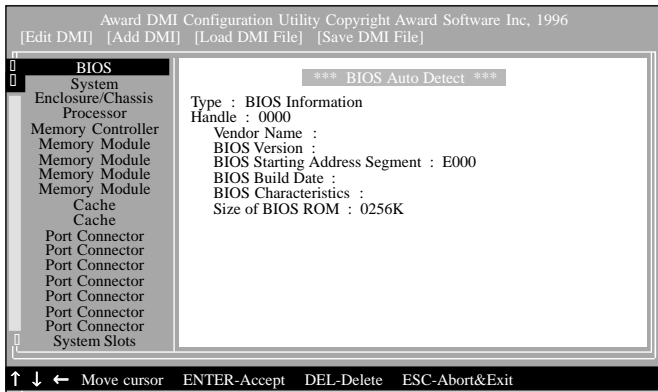 Award DMI Configuration Utility Copyright Award Software Inc, 1996
[Edit DMI] [Add DMI] [Load DMI File] [Save DMI File]
BIOS
System
Enclosure/Chassis
Processor
Memory Controller
Memory Module
Memory Module
Memory Module
Memory Module
Cache
Cache
Port Connector
Port Connector
Port Connector
Port Connector
Port Connector
Port Connector
Port Connector
System Slots
*** BIOS Auto Detect ***
Type : BIOS Information
Handle : 0000
Vendor Name :
BIOS Version :
BIOS Starting Address Segment : E000
BIOS Build Date :
BIOS Characteristics :
Size of BIOS ROM : 0256K
↑ ↓ ← Move cursor ENTER-Accept DEL-Delete ESC-Abort&Exit